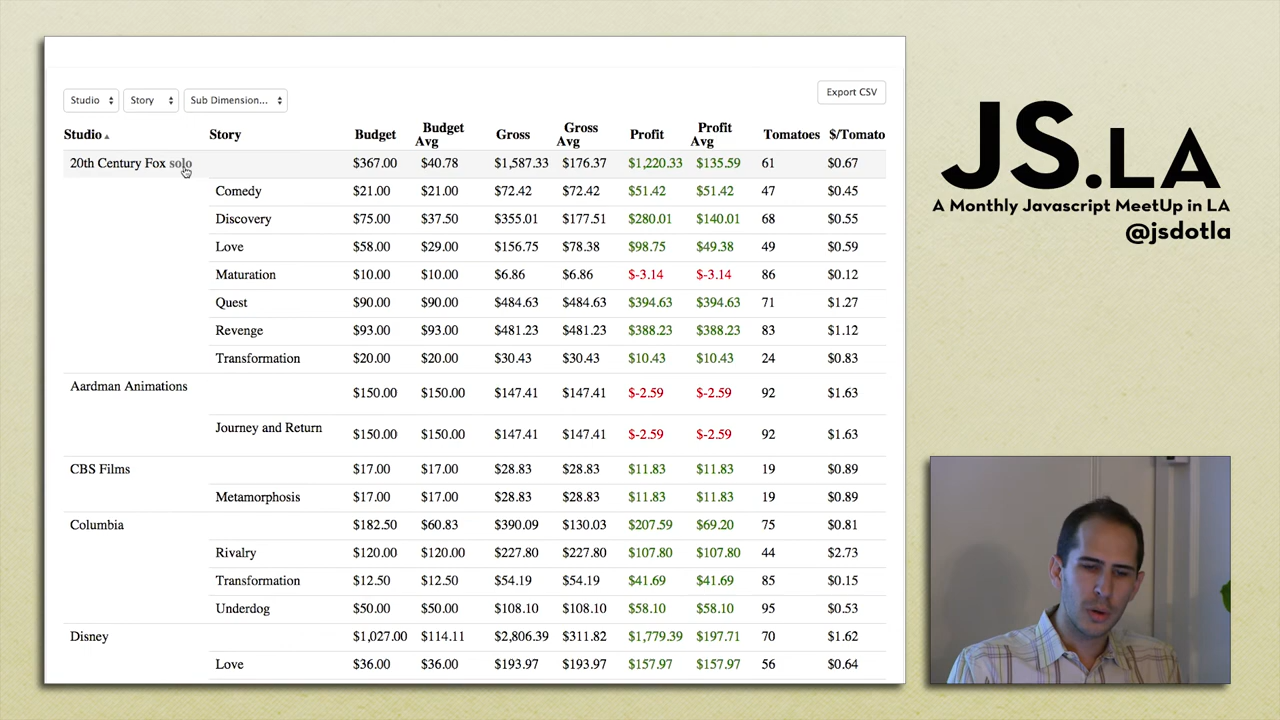 Studio Story Sub Dimension... Export CSV
Studio Story Budget Budget Avg Gross Gross Avg Profit Profit Avg Tomatoes $/Tomato
20th Century Fox solo $367.00 $40.78 $1,587.33 $176.37 $1,220.33 $135.59 61 $0.67
Comedy $21.00 $21.00 $72.42 $72.42 $51.42 $51.42 47 $0.45
Discovery $75.00 $37.50 $355.01 $177.51 $280.01 $140.01 68 $0.55
Love $58.00 $29.00 $156.75 $78.38 $98.75 $49.38 49 $0.59
Maturation $10.00 $10.00 $6.86 $6.86 $-3.14 $-3.14 86 $0.12
Quest $90.00 $90.00 $484.63 $484.63 $394.63 $394.63 71 $1.27
Revenge $93.00 $93.00 $481.23 $481.23 $388.23 $388.23 83 $1.12
Transformation $20.00 $20.00 $30.43 $30.43 $10.43 $10.43 24 $0.83
Aardman Animations $150.00 $150.00 $147.41 $147.41 $-2.59 $-2.59 92 $1.63
Journey and Return $150.00 $150.00 $147.41 $147.41 $-2.59 $-2.59 92 $1.63
CBS Films $17.00 $17.00 $28.83 $28.83 $11.83 $11.83 19 $0.89
Metamorphosis $17.00 $17.00 $28.83 $28.83 $11.83 $11.83 19 $0.89
Columbia $182.50 $60.83 $390.09 $130.03 $207.59 $69.20 75 $0.81
Rivalry $120.00 $120.00 $227.80 $227.80 $107.80 $107.80 44 $2.73
Transformation $12.50 $12.50 $54.19 $54.19 $41.69 $41.69 85 $0.15
Underdog $50.00 $50.00 $108.10 $108.10 $58.10 $58.10 95 $0.53
Disney $1,027.00 $114.11 $2,806.39 $311.82 $1,779.39 $197.71 70 $1.62
Love $36.00 $36.00 $193.97 $193.97 $157.97 $157.97 56 $0.64
JS.LA
A Monthly Javascript MeetUp in LA
@jsdotla